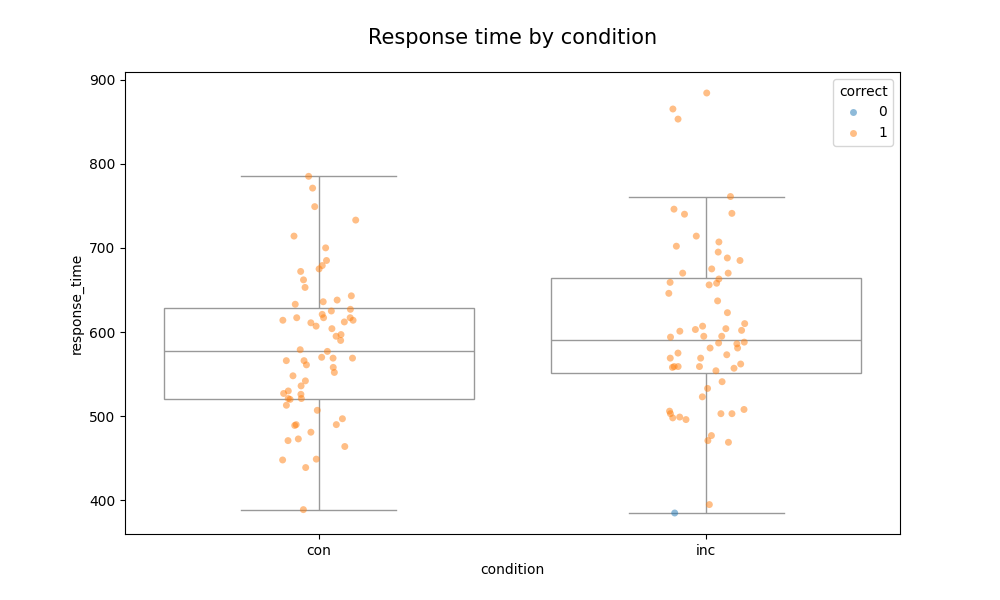 Response time by condition
correct
0
1
900
800
700
600
500
400
response_time
con
inc
condition